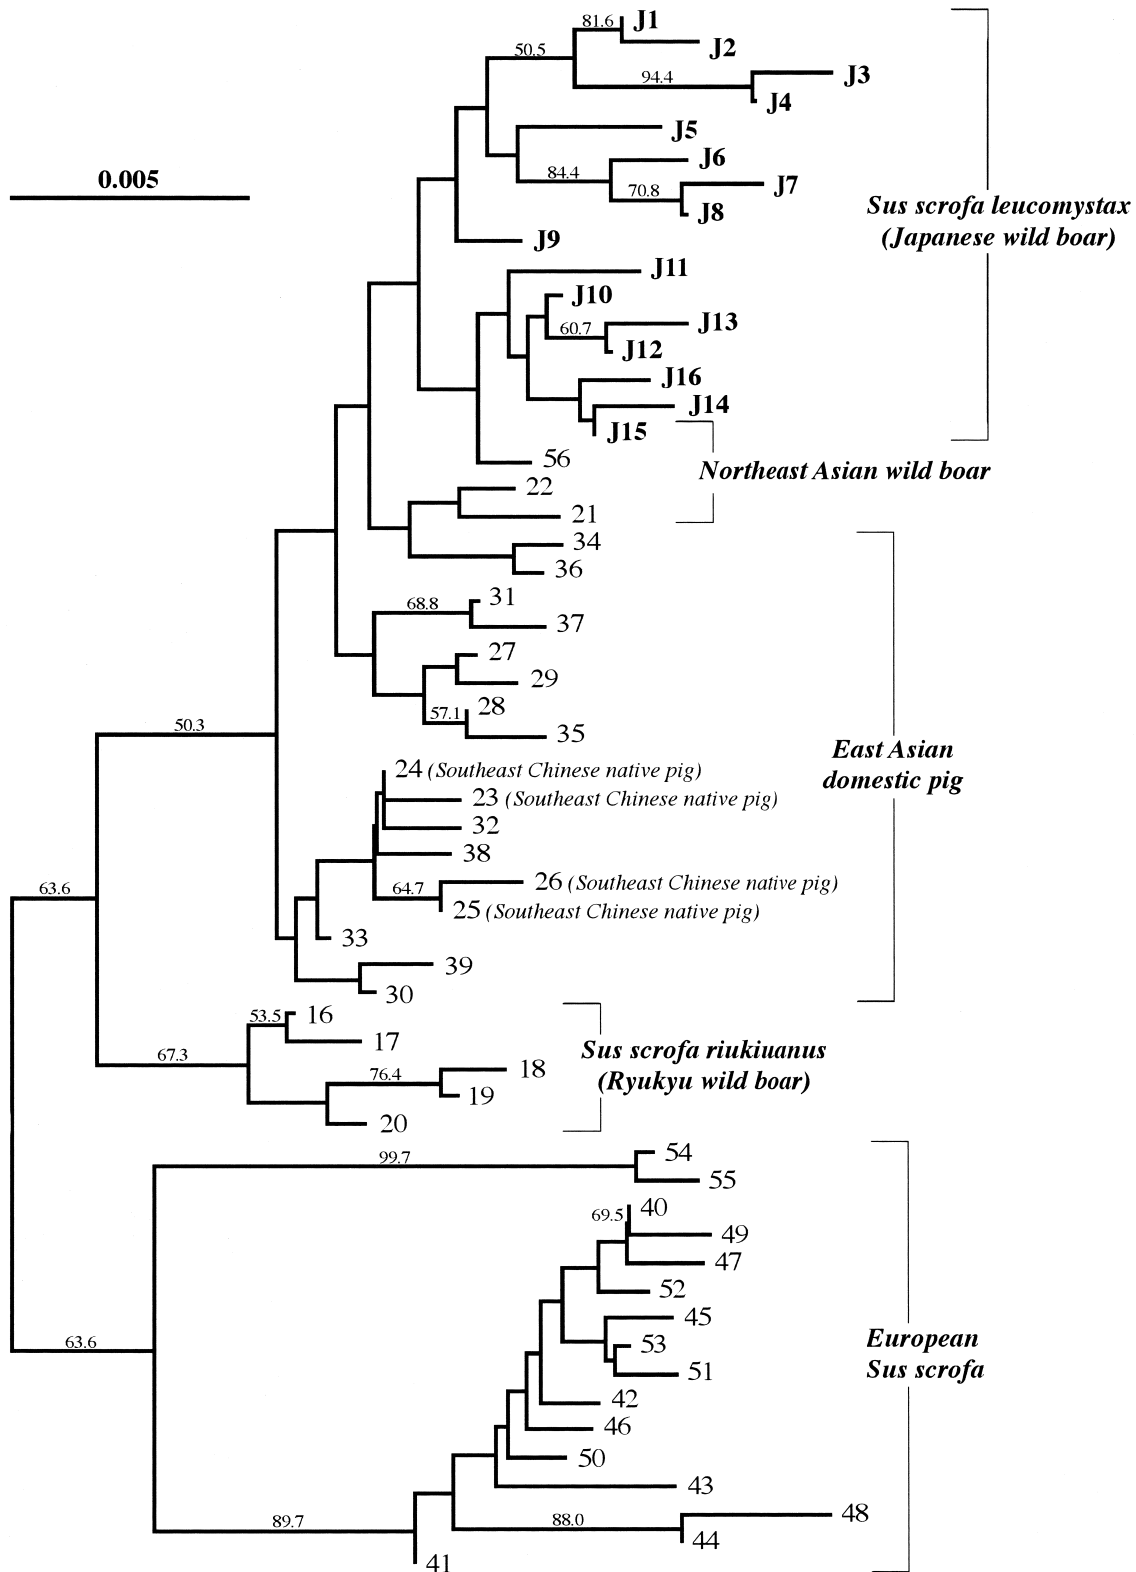 81.6
J1
J2
50.5
94.4
J3
J4
0.005
J5
84.4
J6
70.8
J7
J8
Sus scrofa leucomystax
(Japanese wild boar)
J9
J11
J10
60.7
J13
J12
J16
J14
J15
56
Northeast Asian wild boar
22
21
34
36
68.8
31
37
27
29
57.1
28
35
50.3
East Asian
domestic pig
24 (Southeast Chinese native pig)
23 (Southeast Chinese native pig)
32
38
64.7
26 (Southeast Chinese native pig)
25 (Southeast Chinese native pig)
63.6
33
39
30
53.5
16
17
67.3
76.4
18
19
20
Sus scrofa riukiuanus
(Ryukyu wild boar)
99.7
54
55
69.5
40
49
47
52
45
53
51
63.6
European
Sus scrofa
42
46
50
43
89.7
88.0
48
44
41